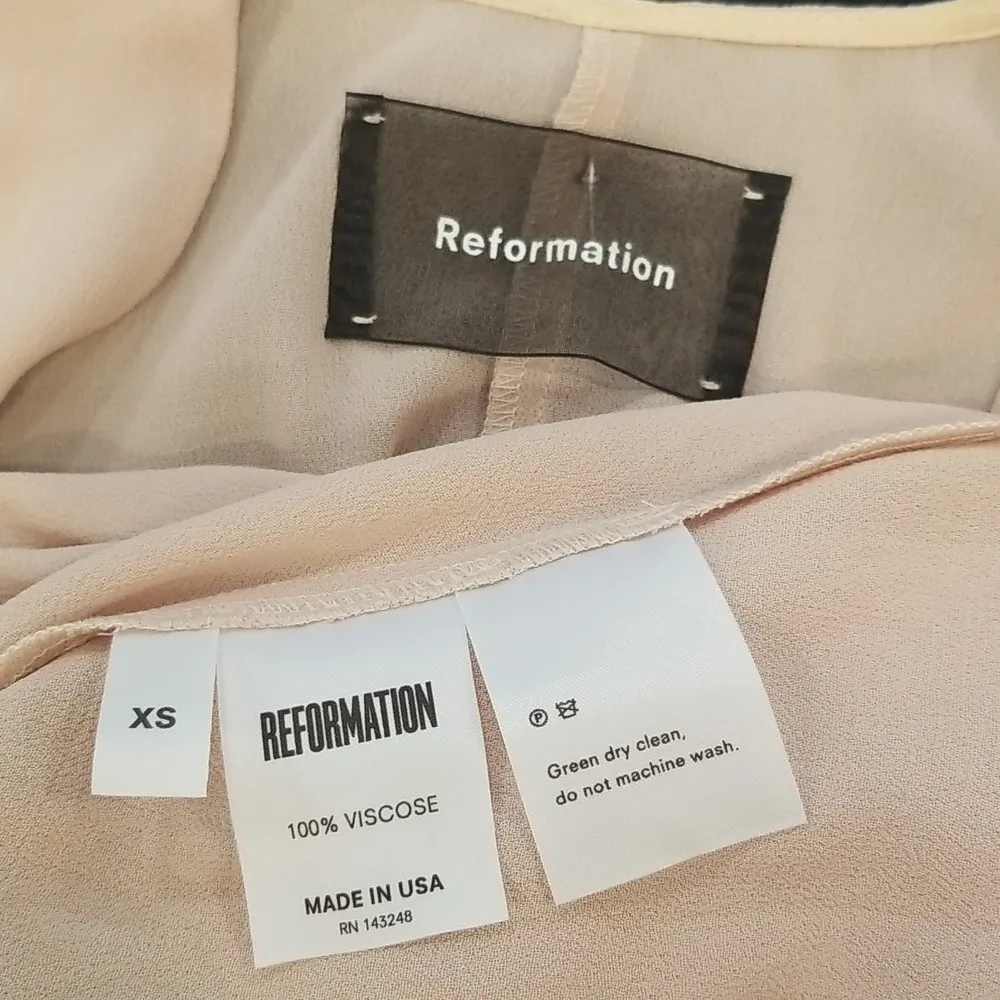 Reformation
XS
REFORMATION
100% VISCOSE
MADE IN USA
RN 143248
P
Green dry clean,
do not machine wash.